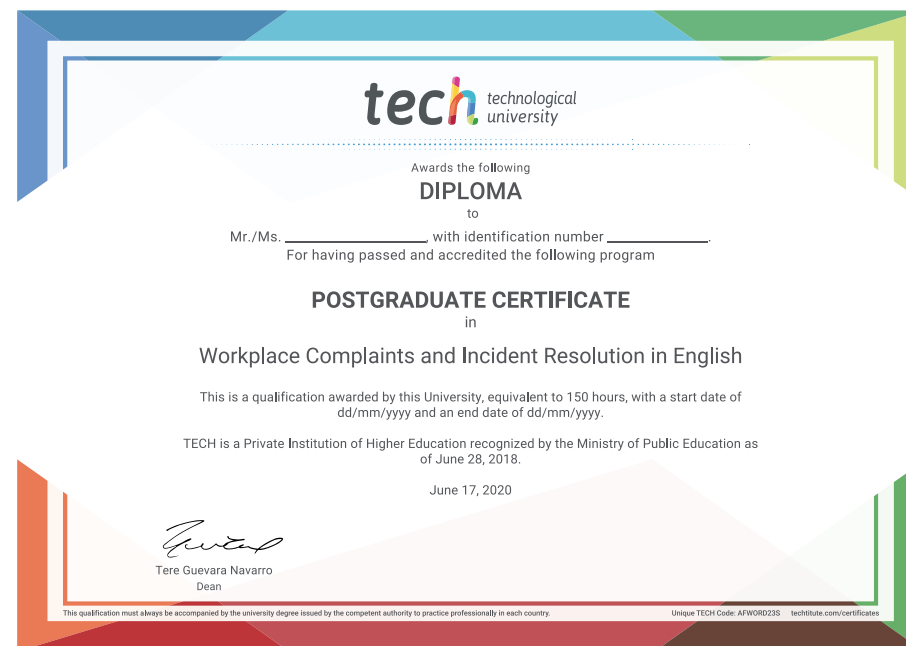 tech technological
university
Awards the following
DIPLOMA
to
Mr./Ms. ____________, with identification number ____________.
For having passed and accredited the following program
POSTGRADUATE CERTIFICATE
in
Workplace Complaints and Incident Resolution in English
This is a qualification awarded by this University, equivalent to 150 hours, with a start date of
dd/mm/yyyy and an end date of dd/mm/yyyy.
TECH is a Private Institution of Higher Education recognized by the Ministry of Public Education as
of June 28, 2018.
June 17, 2020
Tere Guevara Navarro
Dean
This qualification must always be accompanied by the university degree issued by the competent authority to practice professionally in each country. Unique TECH Code: AFWORD23S techtitute.com/certificates